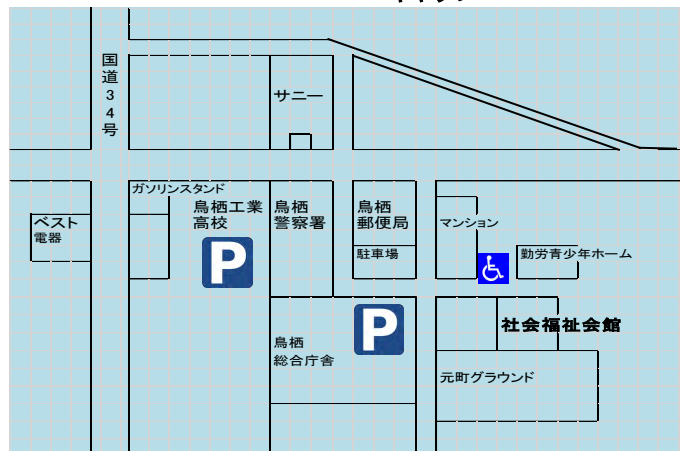 国道34号
サニー
ガソリンスタンド
ベスト
電器
鳥栖工業
高校
鳥栖
警察署
鳥栖
郵便局
駐車場
マンション
勤労青少年ホーム
P
P
社会福祉会館
鳥栖
総合庁舎
元町グラウンド